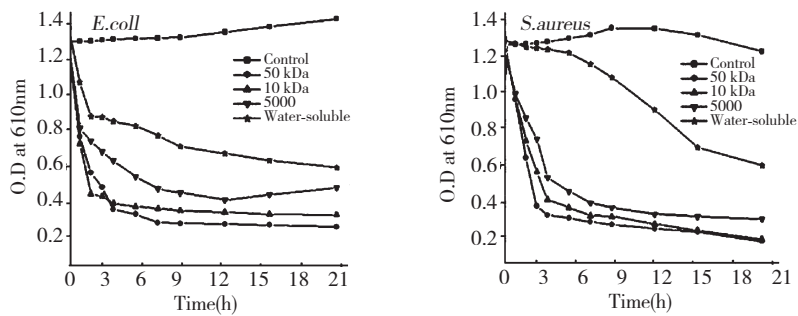 E.coll
1.4
1.2
1.0
0.8
0.6
0.4
0.2
O.D at 610nm
Control
50 kDa
10 kDa
5000
Water-soluble
0 3 6 9 12 15 18 21
Time(h)
S.aureus
1.4
1.2
1.0
0.8
0.6
0.4
0.2
O.D at 610nm
Control
50 kDa
10 kDa
5000
Water-soluble
0 3 6 9 12 15 18 21
Time(h)